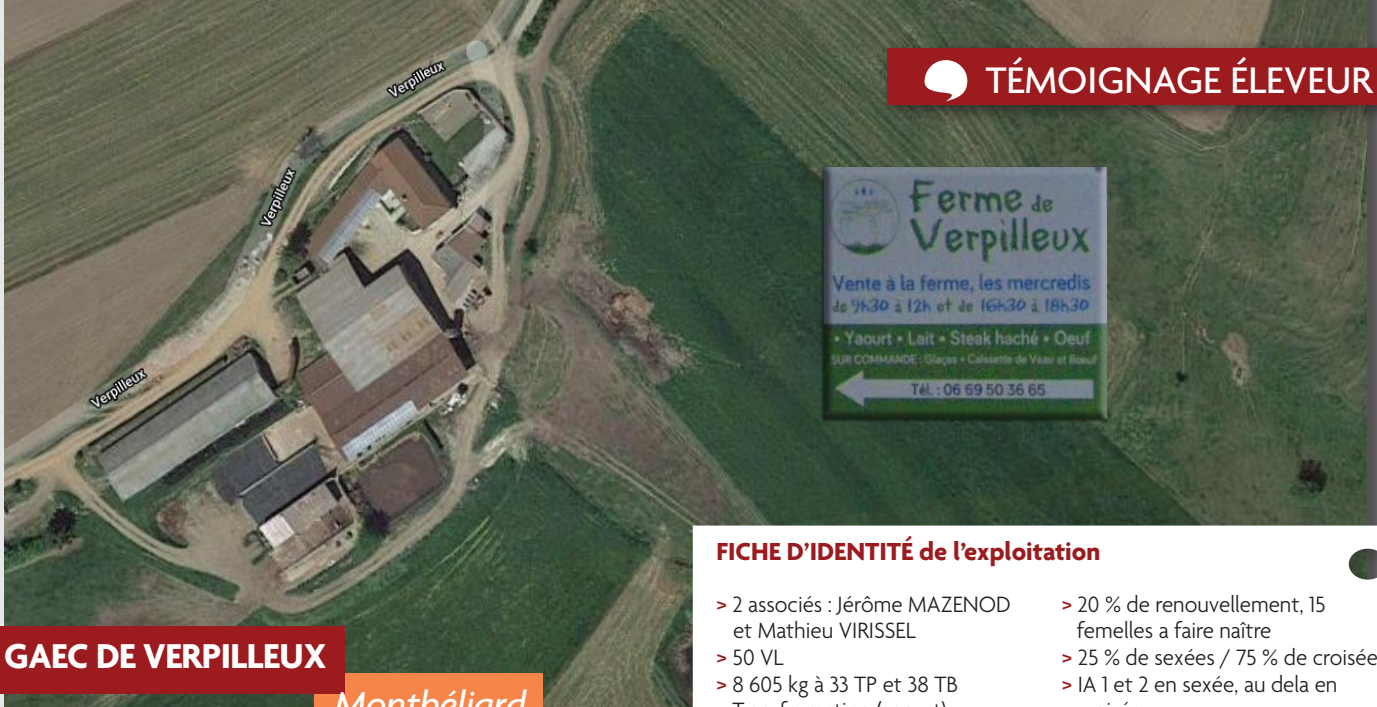 Verpilleux
TÉMOIGNAGE ÉLEVEUR
Verpilleux
Verpilleux
Ferme de
Verpilleux
Vente à la ferme, les mercredis
de 9h30 à 12h et de 16h30 à 18h30
• Yaourt • Lait • Steak haché • Oeuf
SUR COMMANDE : Glaces • Caissette de Veau et Boeuf
Tél. : 06 69 50 36 65
GAEC DE VERPILLEUX
Montbéliard
FICHE D'IDENTITÉ de l'exploitation
> 2 associés : Jérôme MAZENOD
et Mathieu VIRISSEL
> 50 VL
> 8 605 kg à 33 TP et 38 TB
> 20 % de renouvellement, 15
femelles a faire naître
> 25 % de sexées / 75 % de croisée
> IA 1 et 2 en sexée, au dela en